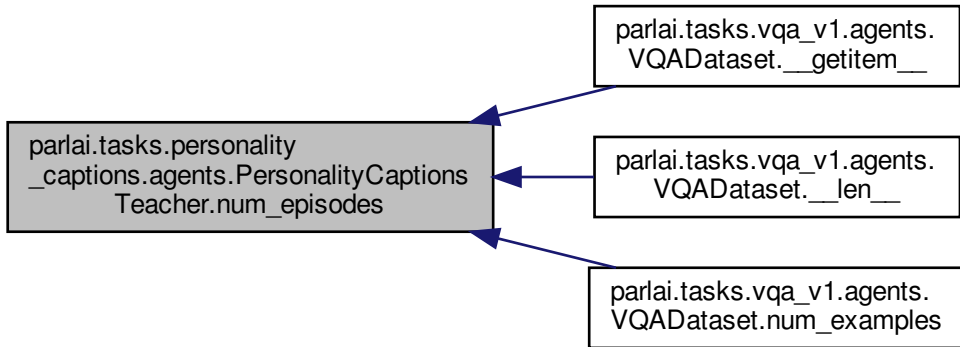 parlai.tasks.personality
_captions.agents.PersonalityCaptions
Teacher.num_episodes
parlai.tasks.vqa_v1.agents.
VQADataset.__getitem__
parlai.tasks.vqa_v1.agents.
VQADataset.__len__
parlai.tasks.vqa_v1.agents.
VQADataset.num_examples